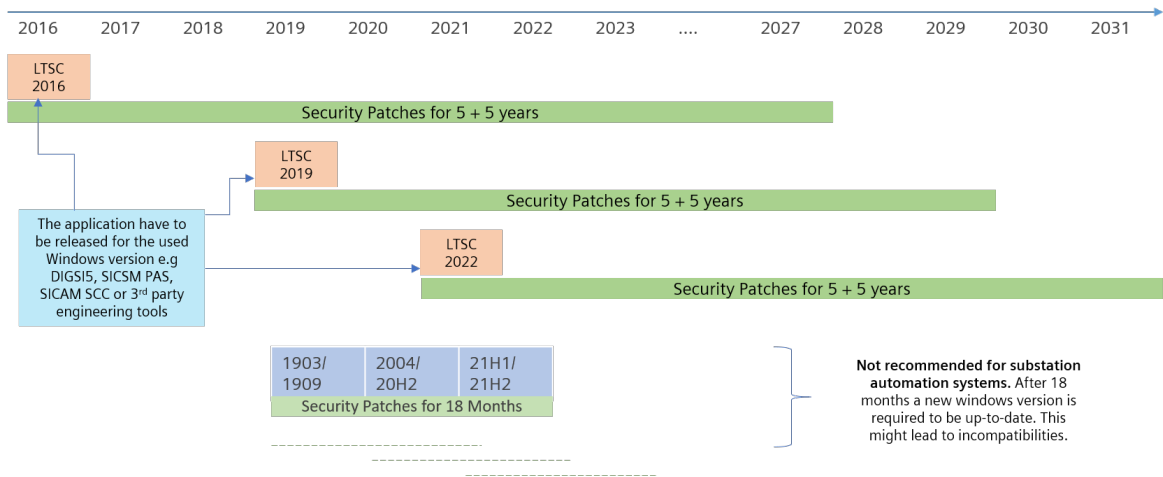 2016 2017 2018 2019 2020 2021 2022 2023 .... 2027 2028 2029 2030 2031
LTSC
2016
Security Patches for 5 + 5 years
LTSC
2019
Security Patches for 5 + 5 years
The application have to
be released for the used
Windows version e.g
DIGSI5, SICSM PAS,
SICAM SCC or 3rd party
engineering tools
LTSC
2022
Security Patches for 5 + 5 years
1903/
1909
2004/
20H2
21H1/
21H2
Security Patches for 18 Months
Not recommended for substation
automation systems. After 18
months a new windows version is
required to be up-to-date. This
might lead to incompatibilities.